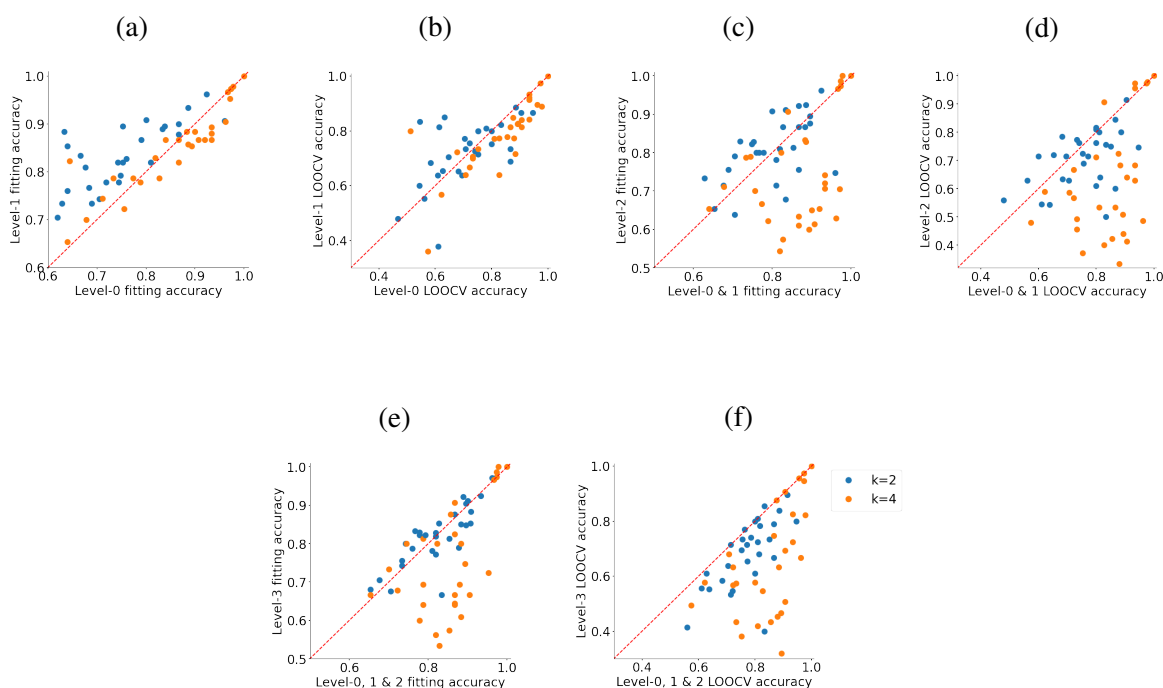 (a)
(b)
(c)
(d)
1.0
0.9
0.8
0.7
0.6
Level-1 fitting accuracy
0.6 0.7 0.8 0.9 1.0
Level-0 fitting accuracy
1.0
0.8
0.6
0.4
Level-1 LOOCV accuracy
0.4 0.6 0.8 1.0
Level-0 LOOCV accuracy
1.0
0.9
0.8
0.7
0.6
0.5
Level-2 fitting accuracy
0.6 0.8 1.0
Level-0 & 1 fitting accuracy
1.0
0.9
0.8
0.7
0.6
0.5
0.4
Level-2 LOOCV accuracy
0.4 0.6 0.8 1.0
Level-0 & 1 LOOCV accuracy
(e)
(f)
1.0
0.9
0.8
0.7
0.6
0.5
Level-3 fitting accuracy
0.6 0.8 1.0
Level-0, 1 & 2 fitting accuracy
1.0
0.8
0.6
0.4
Level-3 LOOCV accuracy
0.4 0.6 0.8 1.0
Level-0, 1 & 2 LOOCV accuracy
k=2
k=4